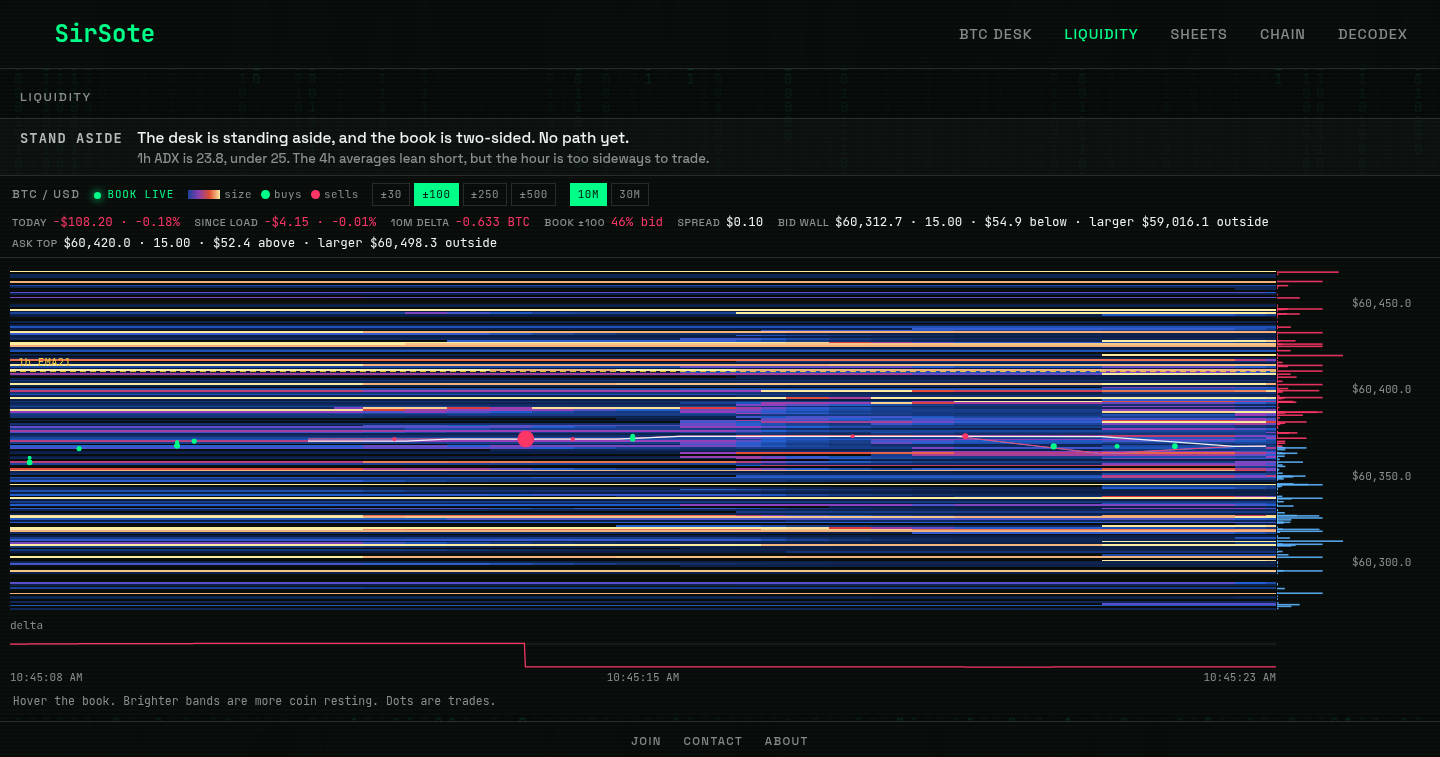 SirSote
BTC DESK LIQUIDITY SHEETS CHAIN DECODEX
LIQUIDITY
STAND ASIDE The desk is standing aside, and the book is two-sided. No path yet.
1h ADX is 23.8, under 25. The 4h averages lean short, but the hour is too sideways to trade.
BTC / USD BOOK LIVE size buys sells ±30 ±100 ±250 ±500 10M 30M
TODAY -$108.20 · -0.18% SINCE LOAD -$4.15 · -0.01% 10M DELTA -0.633 BTC BOOK ±100 46% bid SPREAD $0.10 BID WALL $60,312.7 · 15.00 · $54.9 below · larger $59,016.1 outside
ASK TOP $60,420.0 · 15.00 · $52.4 above · larger $60,498.3 outside
$60,450.0
1h EMA21
$60,400.0
$60,350.0
$60,300.0
delta
10:45:08 AM 10:45:15 AM 10:45:23 AM
Hover the book. Brighter bands are more coin resting. Dots are trades.
JOIN CONTACT ABOUT